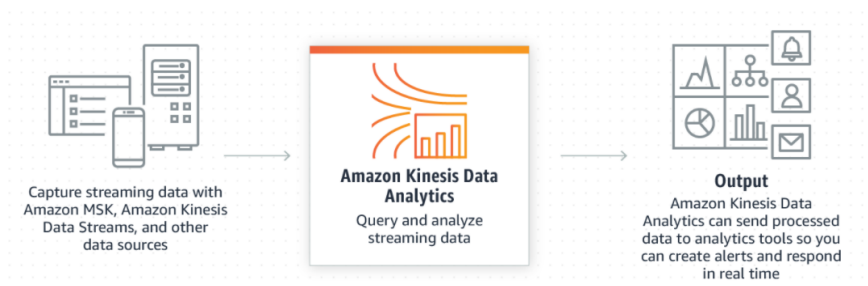 Capture streaming data with
Amazon MSK, Amazon Kinesis
Data Streams, and other
data sources
Amazon Kinesis Data
Analytics
Query and analyze
streaming data
Output
Amazon Kinesis Data
Analytics can send processed
data to analytics tools so you
can create alerts and respond
in real time